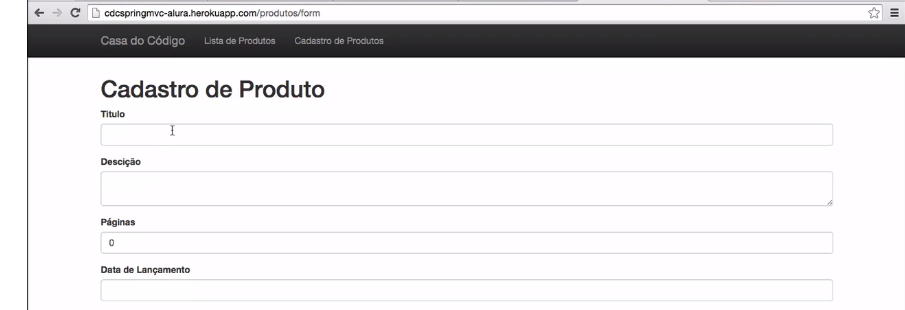 cdcspringmvc-alura.herokuapp.com/produtos/form
Casa do Código Lista de Produtos Cadastro de Produtos
Cadastro de Produto
Titulo
Descição
Páginas
0
Data de Lançamento